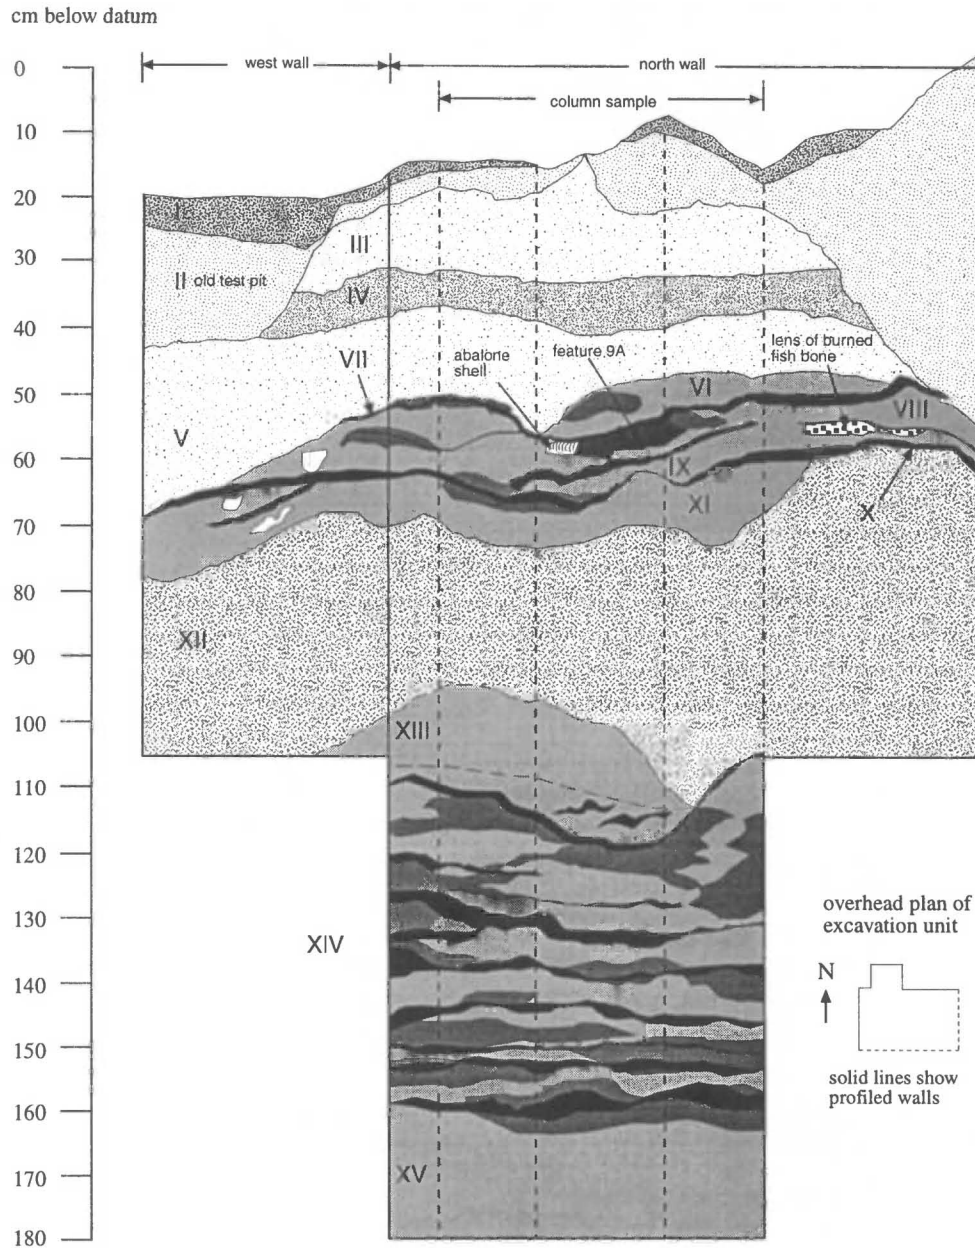 cm below datum
0
west wall
north wall
column sample
10
20
I
30
III
II old test pit
IV
40
VII
abalone
shell
feature 9A
lens of burned
fish bone
50
VI
V
VIII
60
IX
X
XI
70
80
XII
90
100
XIII
110
120
130
overhead plan of
excavation unit
XIV
N
140
150
solid lines show
profiled walls
160
170
XV
180